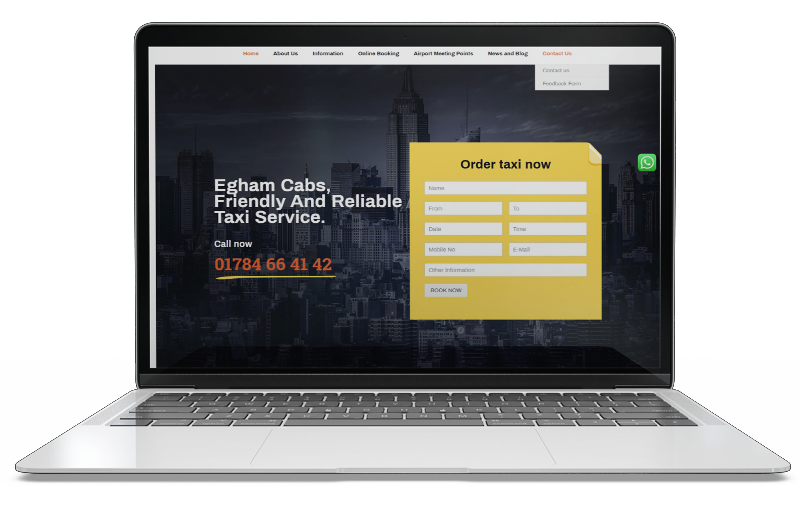 Home About Us Information Online Booking Airport Meeting Points News and Blog Contact Us
Contact us
Feedback Form
Egham Cabs,
Friendly And Reliable
Taxi Service.
Call now
01784 66 41 42
Order taxi now
Name
From To
Date Time
Mobile No E-Mail
Other Information
BOOK NOW